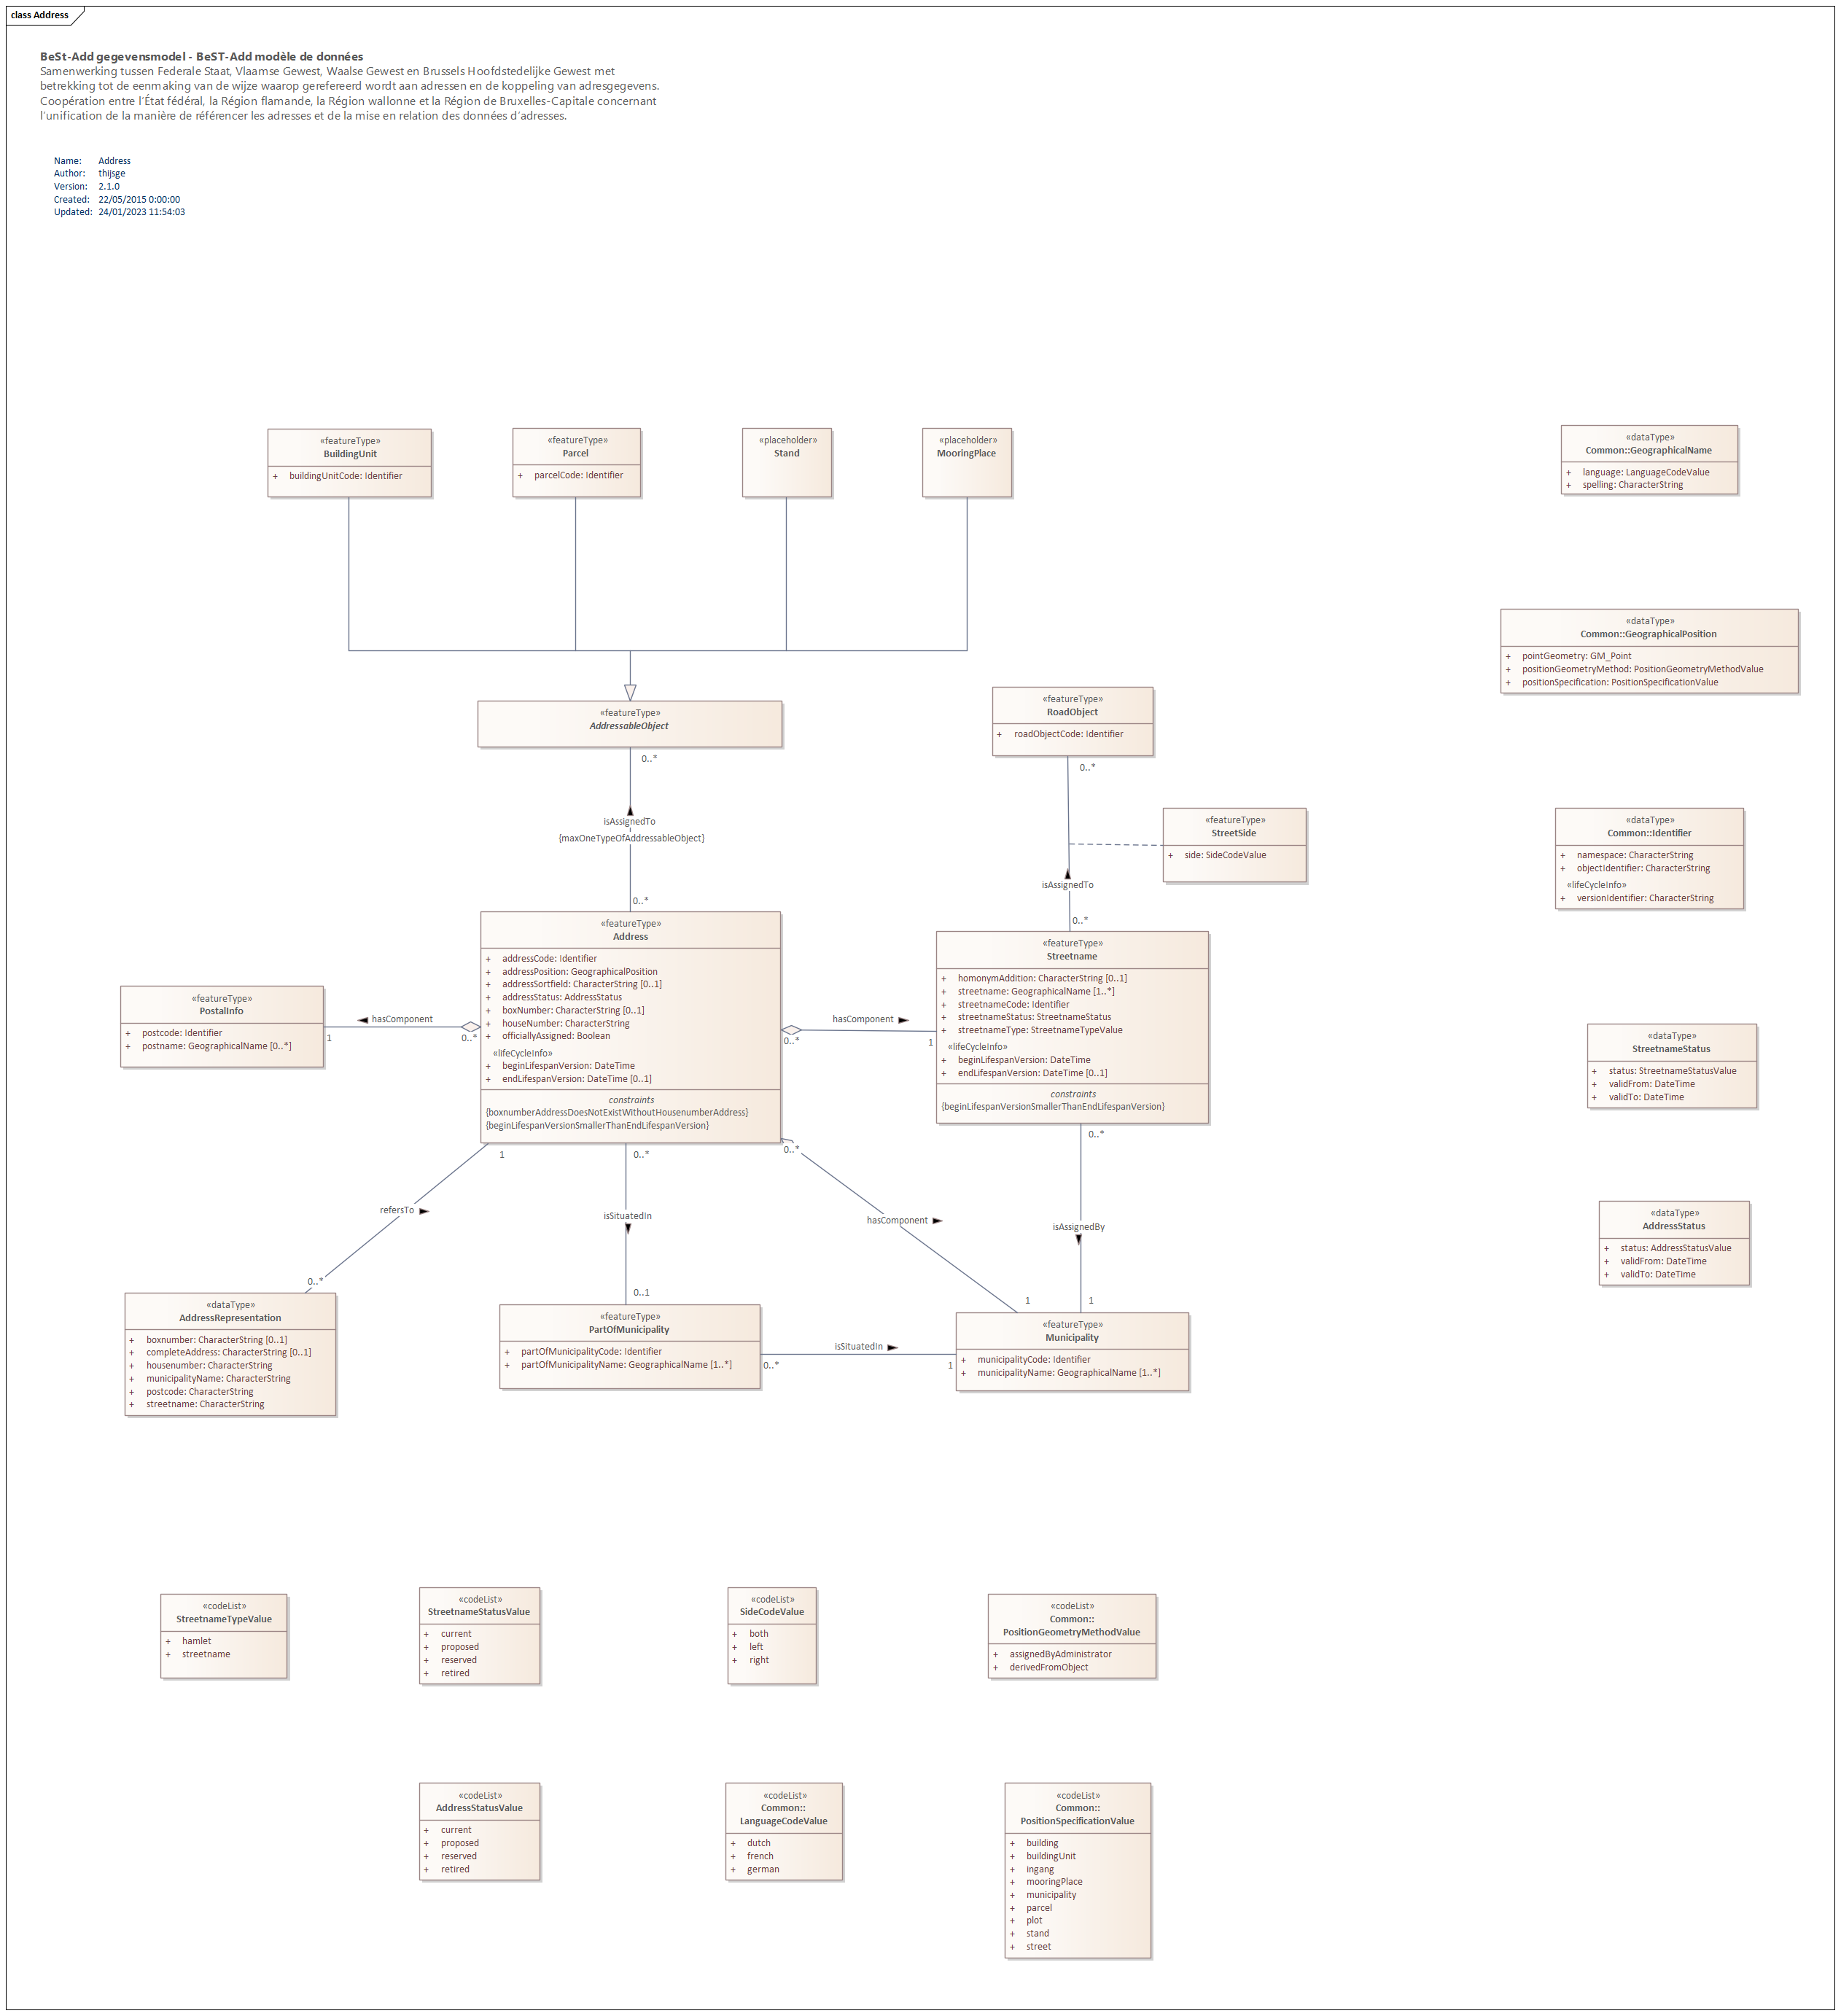 class Address
BeSt-Add gegevensmodel - BeST-Add modèle de données
Samenwerking tussen Federale Staat, Vlaamse Gewest, Waalse Gewest en Brussels Hoofdstedelijke Gewest met
betrekking tot de eenmaking van de wijze waarop gerefereerd wordt aan adressen en de koppeling van adresgegevens.
Coopération entre l'État fédéral, la Région flamande, la Région wallonne et la Région de Bruxelles-Capitale concernant
l'unification de la manière de référencer les adresses et de la mise en relation des données d'adresses.
Name: Address
Author: thijsge
Version: 2.1.0
Created: 22/05/2015 0:00:00
Updated: 24/01/2023 11:54:03
«featureType»
BuildingUnit
+ buildingUnitCode: Identifier
«featureType»
Parcel
+ parcelCode: Identifier
«placeholder»
Stand
«placeholder»
MooringPlace
«dataType»
Common::GeographicalName
+ language: LanguageCodeValue
+ spelling: CharacterString
«dataType»
Common::GeographicalPosition
+ pointGeometry: GM_Point
+ positionGeometryMethod: PositionGeometryMethodValue
+ positionSpecification: PositionSpecificationValue
«featureType»
AddressableObject
0..*
isAssignedTo
{maxOneTypeOfAddressableObject}
0..*
«featureType»
RoadObject
+ roadObjectCode: Identifier
0..*
«featureType»
StreetSide
+ side: SideCodeValue
isAssignedTo
0..*
«dataType»
Common::Identifier
+ namespace: CharacterString
+ objectIdentifier: CharacterString
«lifeCycleInfo»
+ versionIdentifier: CharacterString
«featureType»
Address
+ addressCode: Identifier
+ addressPosition: GeographicalPosition
+ addressSortfield: CharacterString [0..1]
+ addressStatus: AddressStatus
+ boxNumber: CharacterString [0..1]
+ houseNumber: CharacterString
+ officiallyAssigned: Boolean
«lifeCycleInfo»
+ beginLifespanVersion: DateTime
+ endLifespanVersion: DateTime [0..1]
constraints
{boxnumberAddressDoesNotExistWithoutHousenumberAddress}
{beginLifespanVersionSmallerThanEndLifespanVersion}
«featureType»
PostalInfo
+ postcode: Identifier
+ postname: GeographicalName [0..*]
hasComponent
1
0..*
hasComponent
0..*
1
«featureType»
Streetname
+ homonymAddition: CharacterString [0..1]
+ streetname: GeographicalName [1..*]
+ streetnameCode: Identifier
+ streetnameStatus: StreetnameStatus
+ streetnameType: StreetnameTypeValue
«lifeCycleInfo»
+ beginLifespanVersion: DateTime
+ endLifespanVersion: DateTime [0..1]
constraints
{beginLifespanVersionSmallerThanEndLifespanVersion}
«dataType»
StreetnameStatus
+ status: StreetnameStatusValue
+ validFrom: DateTime
+ validTo: DateTime
«dataType»
AddressStatus
+ status: AddressStatusValue
+ validFrom: DateTime
+ validTo: DateTime
1
refersTo
0..*
0..*
isSituatedIn
0..1
0..*
hasComponent
1
0..*
isAssignedBy
1
«dataType»
AddressRepresentation
+ boxnumber: CharacterString [0..1]
+ completeAddress: CharacterString [0..1]
+ housenumber: CharacterString
+ municipalityName: CharacterString
+ postcode: CharacterString
+ streetname: CharacterString
«featureType»
PartOfMunicipality
+ partOfMunicipalityCode: Identifier
+ partOfMunicipalityName: GeographicalName [1..*]
isSituatedIn
0..*
1
«featureType»
Municipality
+ municipalityCode: Identifier
+ municipalityName: GeographicalName [1..*]
«codeList»
StreetnameTypeValue
+ hamlet
+ streetname
«codeList»
StreetnameStatusValue
+ current
+ proposed
+ reserved
+ retired
«codeList»
SideCodeValue
+ both
+ left
+ right
«codeList»
Common::
PositionGeometryMethodValue
+ assignedByAdministrator
+ derivedFromObject
«codeList»
AddressStatusValue
+ current
+ proposed
+ reserved
+ retired
«codeList»
Common::
LanguageCodeValue
+ dutch
+ french
+ german
«codeList»
Common::
PositionSpecificationValue
+ building
+ buildingUnit
+ ingang
+ mooringPlace
+ municipality
+ parcel
+ plot
+ stand
+ street